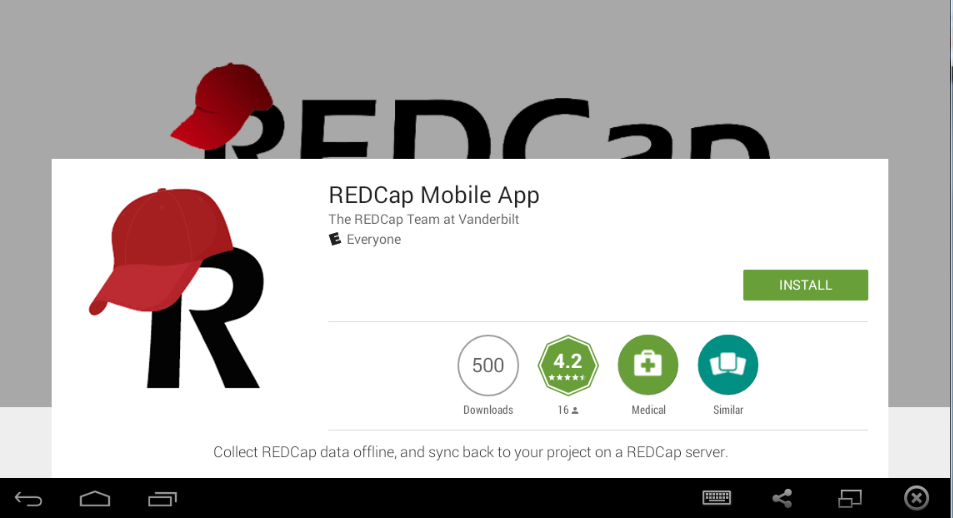 REDCap
R
REDCap Mobile App
The REDCap Team at Vanderbilt
E Everyone
INSTALL
500
4.2
Downloads
16
Medical
Similar
Collect REDCap data offline, and sync back to your project on a REDCap server.